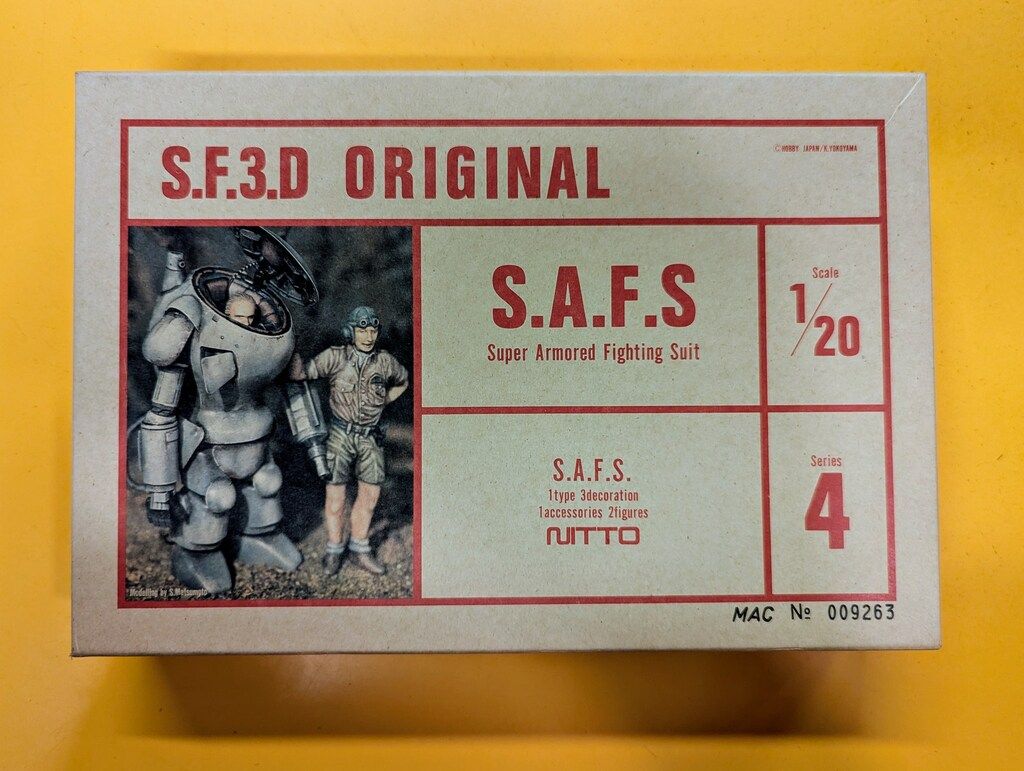 S.F.3.D ORIGINAL
© HOBBY JAPAN/K.YOKOYAMA
S.A.F.S
Super Armored Fighting Suit
Scale
1/20
S.A.F.S.
1type 3decoration
1accessories 2figures
NITTO
Series
4
Modelling by S.Matsumoto
MAC № 009263